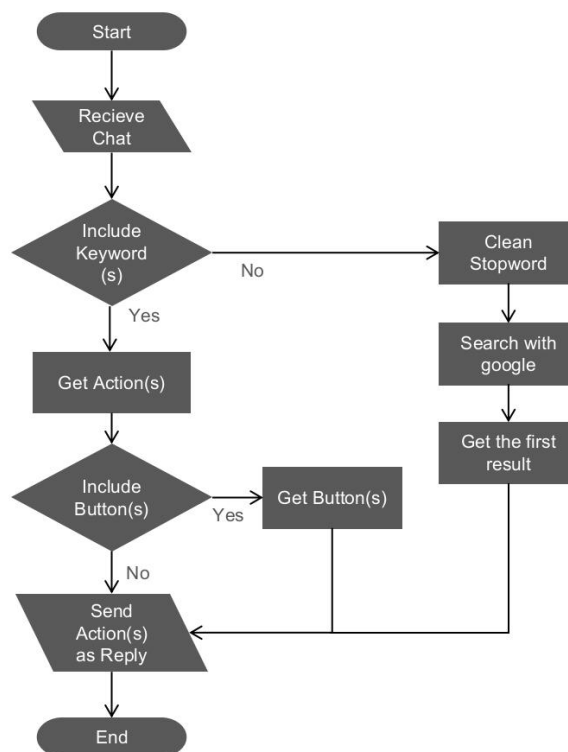 Start
Recieve
Chat
Include
Keyword
(s)
No
Clean
Stopword
Yes
Search with
google
Get Action(s)
Get the first
result
Include
Button(s)
Yes
Get Button(s)
No
Send
Action(s)
as Reply
End